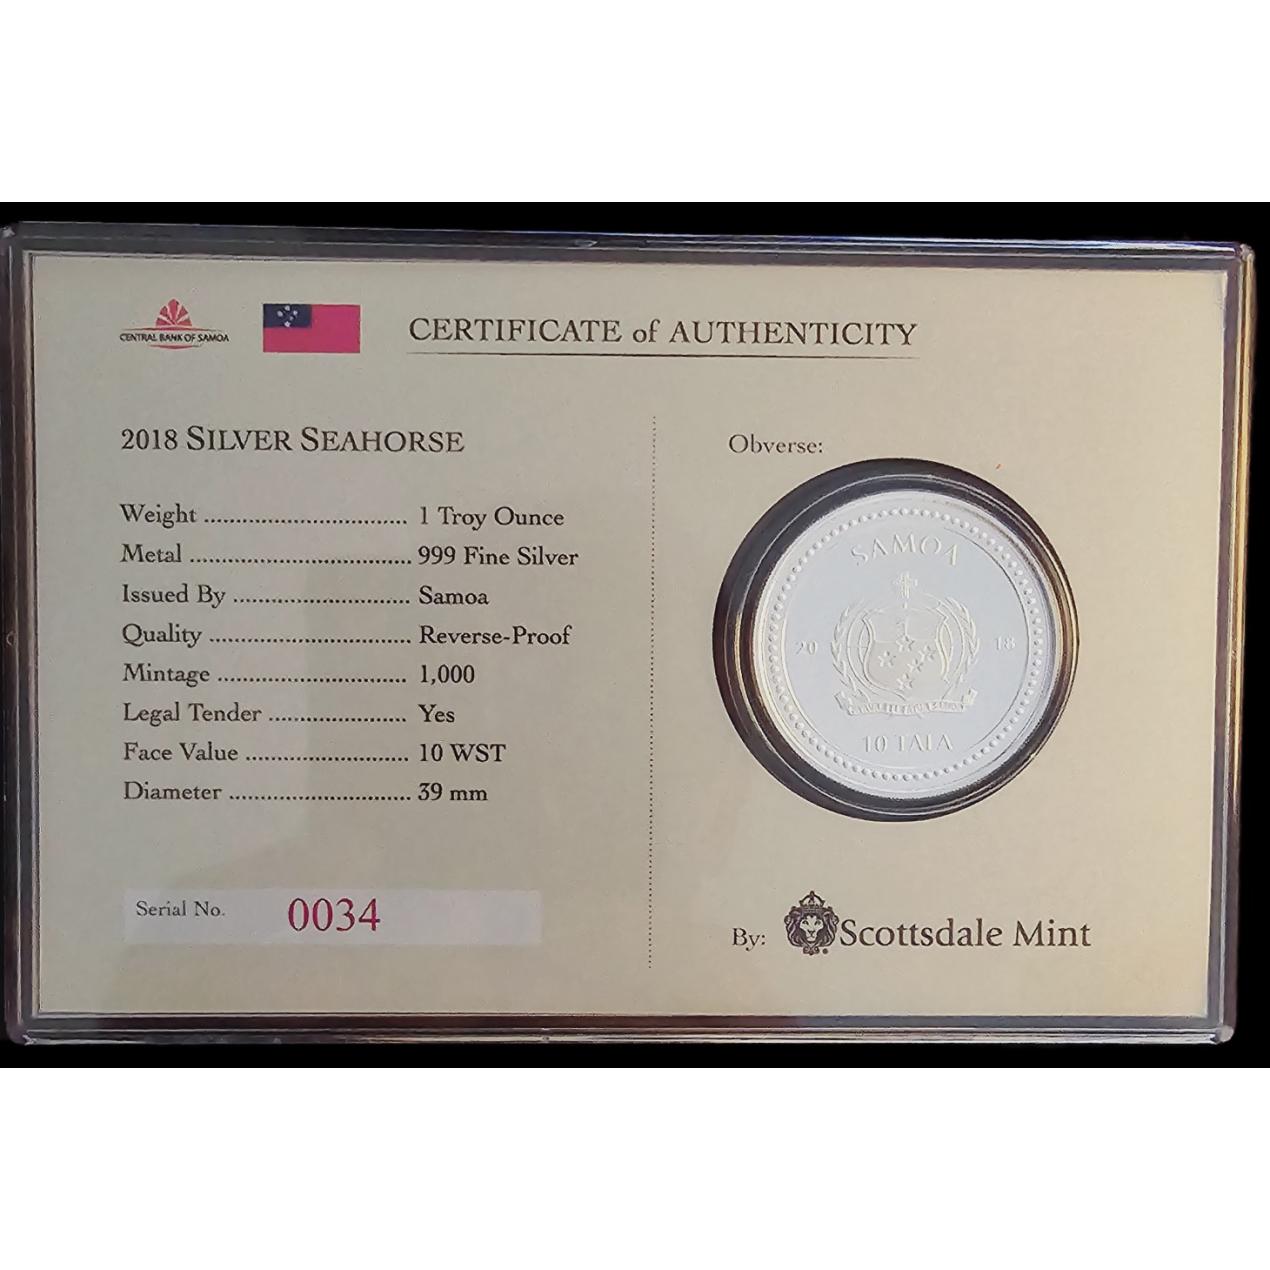 CENTRAL BANK OF SAMOA
CERTIFICATE of AUTHENTICITY
2018 SILVER SEAHORSE
Weight .................................. 1 Troy Ounce
Metal ..................................... 999 Fine Silver
Issued By ............................. Samoa
Quality ................................. Reverse-Proof
Mintage ............................... 1,000
Legal Tender ....................... Yes
Face Value ........................... 10 WST
Diameter .............................. 39 mm
Serial No. 0034
Obverse:
SAMOA
20 18
10 TALA
By: Scottsdale Mint